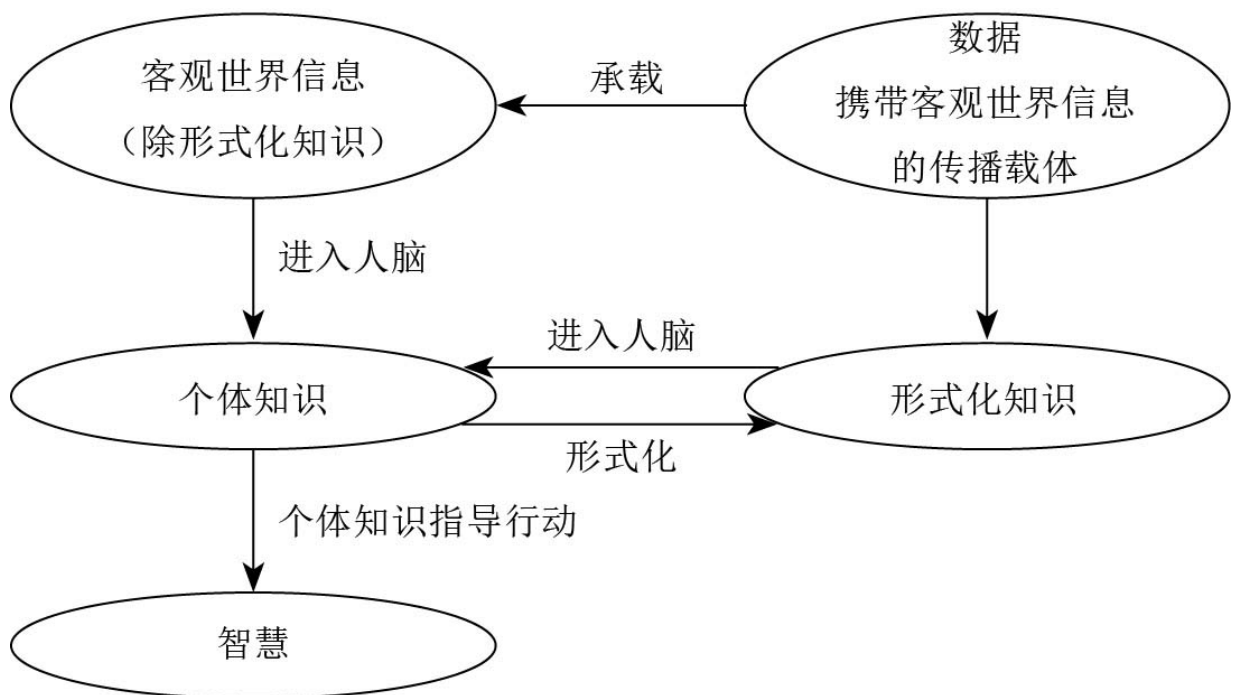 客观世界信息
（除形式化知识）
承载
数据
携带客观世界信息
的传播载体
进入人脑
进入人脑
个体知识
形式化知识
形式化
个体知识指导行动
智慧